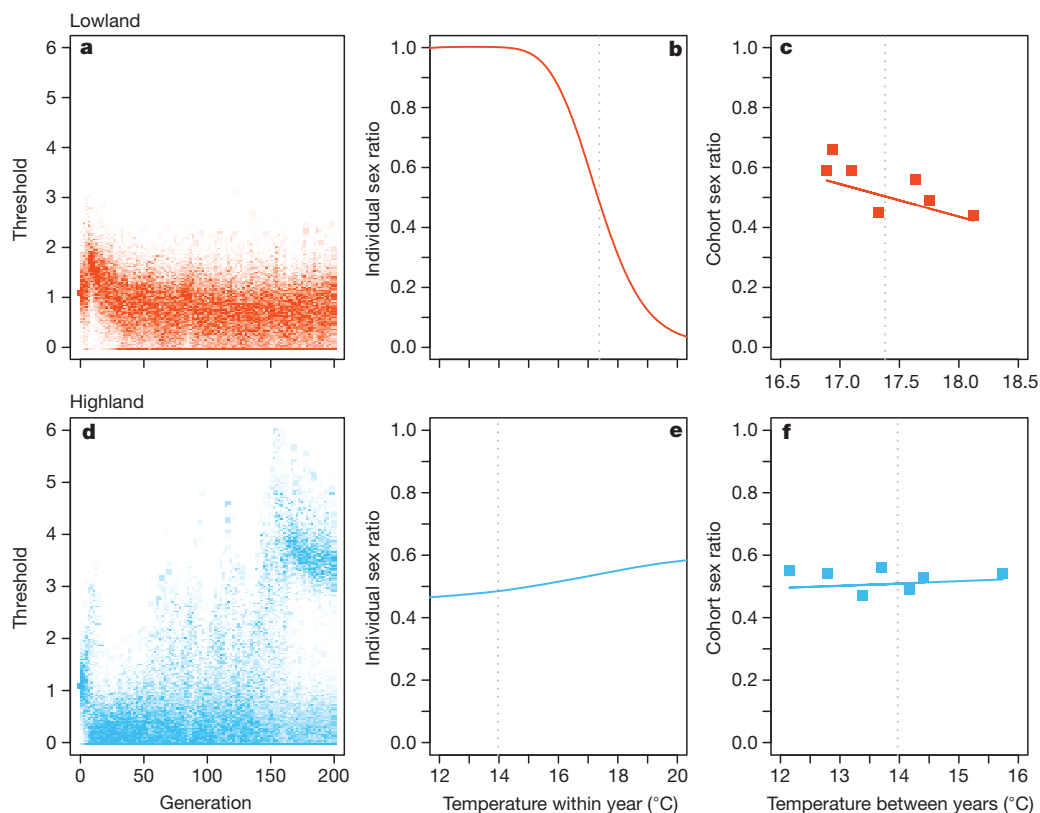 Lowland
a
Threshold
6
5
4
3
2
1
0
b
Individual sex ratio
1.0
0.8
0.6
0.4
0.2
0.0
c
Cohort sex ratio
1.0
0.8
0.6
0.4
0.2
0.0
16.5 17.0 17.5 18.0 18.5
Highland
d
Threshold
6
5
4
3
2
1
0
0 50 100 150 200
Generation
e
Individual sex ratio
1.0
0.8
0.6
0.4
0.2
0.0
12 14 16 18 20
Temperature within year (°C)
f
Cohort sex ratio
1.0
0.8
0.6
0.4
0.2
0.0
12 13 14 15 16
Temperature between years (°C)